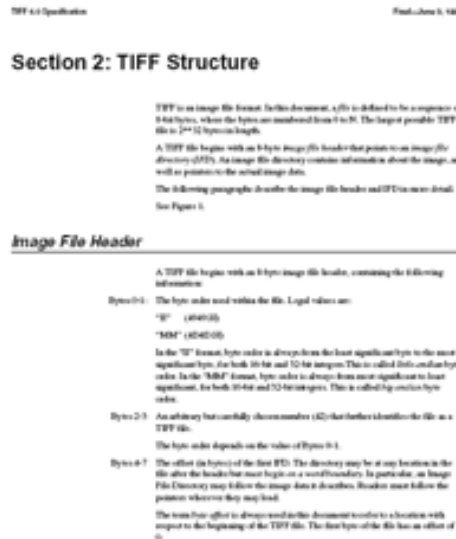 TIFF 6.0 Specification Final—June 3, 199
Section 2: TIFF Structure
TIFF is an image file format. In this document, a file is defined to be a sequence o
8-bit bytes, where the bytes are numbered from 0 to N. The largest possible TIFF
file is 2**32 bytes in length.
A TIFF file begins with an 8-byte image file header that points to an image file
directory (IFD). An image file directory contains information about the image, as
well as pointers to the actual image data.
The following paragraphs describe the image file header and IFD in more detail.
See Figure 1.
Image File Header
A TIFF file begins with an 8-byte image file header, containing the following
information:
Bytes 0-1: The byte order used within the file. Legal values are:
“II” (4949.H)
“MM” (4D4D.H)
In the “II” format, byte order is always from the least significant byte to the most
significant byte, for both 16-bit and 32-bit integers This is called little-endian byt
order. In the “MM” format, byte order is always from most significant to least
significant, for both 16-bit and 32-bit integers. This is called big-endian byte
order.
Bytes 2-3 An arbitrary but carefully chosen number (42) that further identifies the file as a
TIFF file.
The byte order depends on the value of Bytes 0-1.
Bytes 4-7 The offset (in bytes) of the first IFD. The directory may be at any location in the
file after the header but must begin on a word boundary. In particular, an Image
File Directory may follow the image data it describes. Readers must follow the
pointers wherever they may lead.
The term byte offset is always used in this document to refer to a location with
respect to the beginning of the TIFF file. The first byte of the file has an offset of
0.